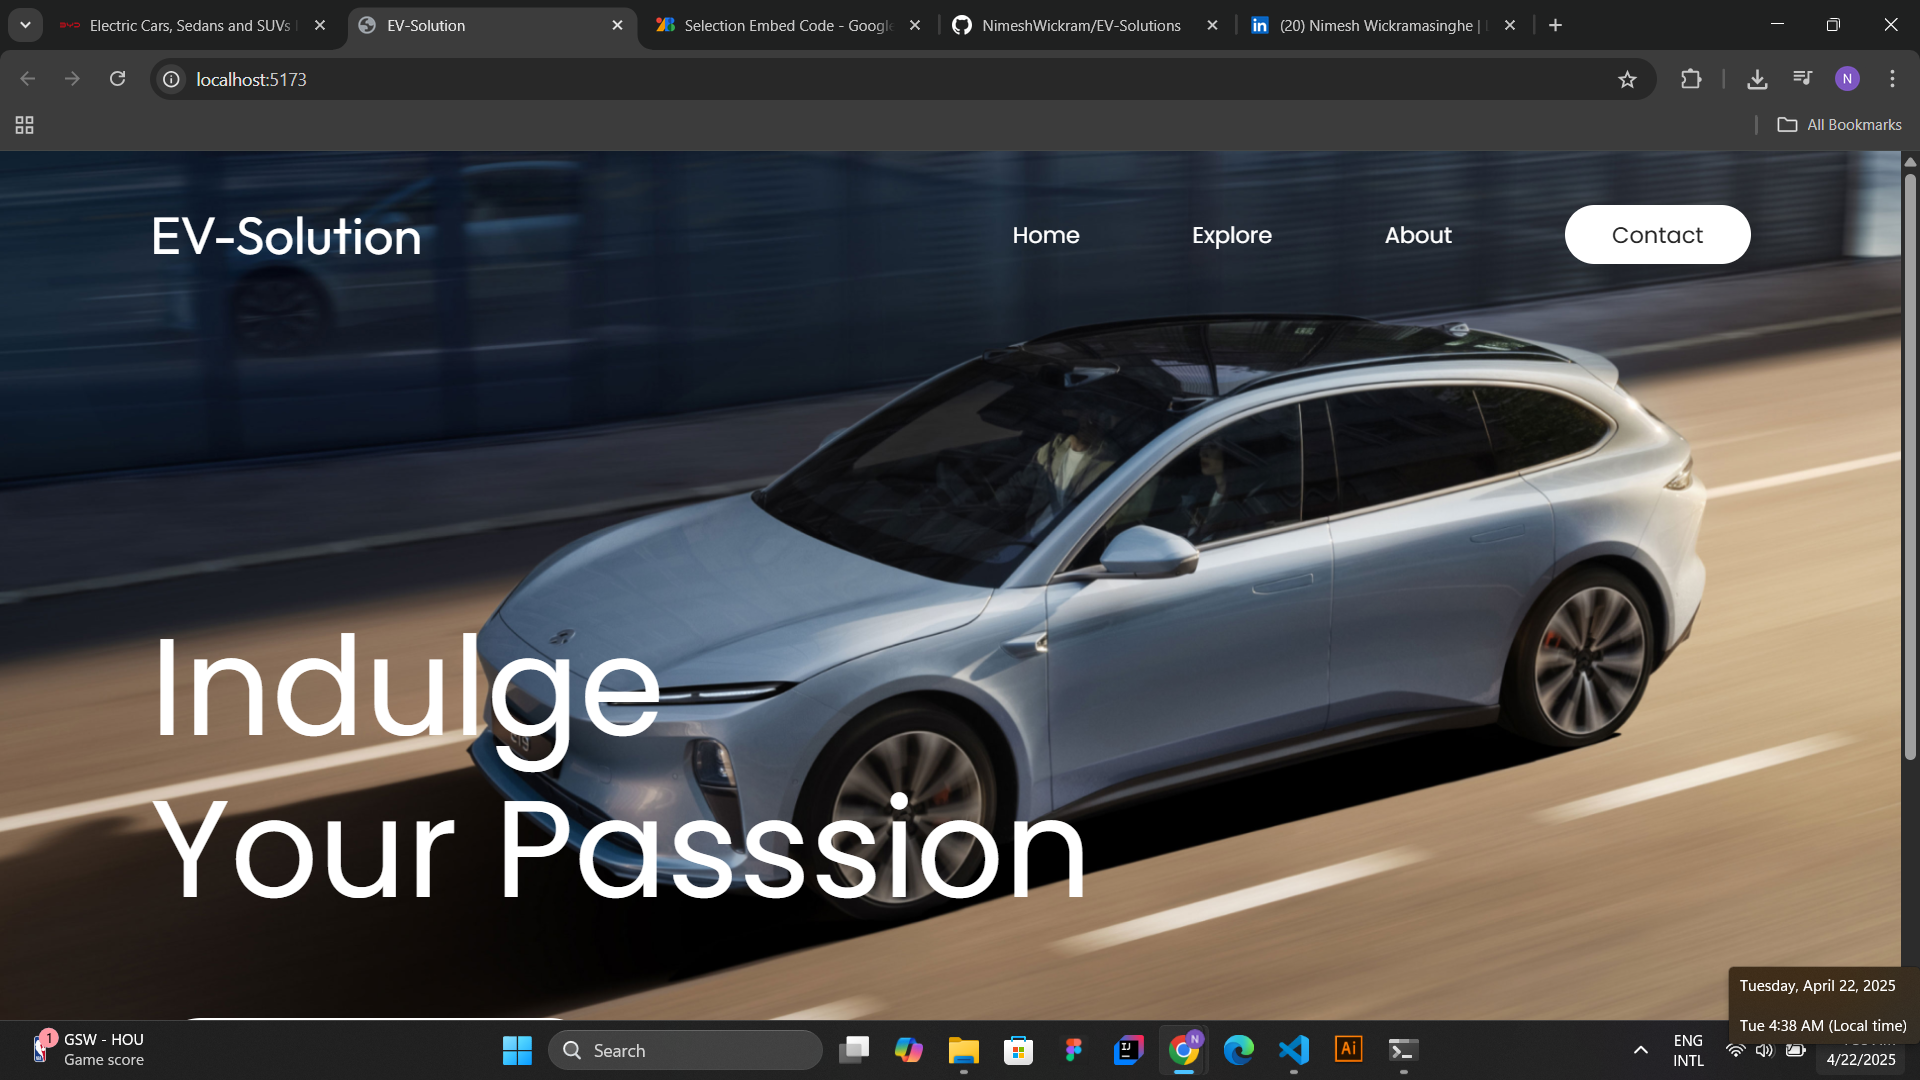 Electric Cars, Sedans and SUVs
EV-Solution
Selection Embed Code - Google
NimeshWickram/EV-Solutions
(20) Nimesh Wickramasinghe |
localhost:5173
N
All Bookmarks
EV-Solution
Home
Explore
About
Contact
Indulge
Your Passsion
Tuesday, April 22, 2025
Tue 4:38 AM (Local time)
1
GSW - HOU
Game score
Search
ENG
INTL
4/22/2025